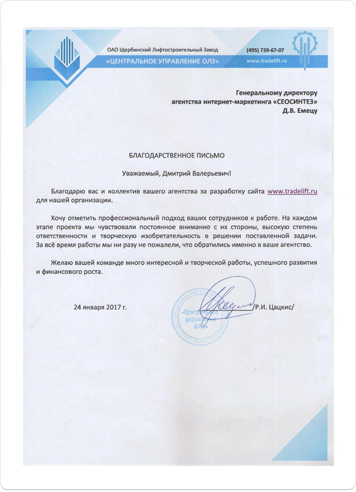 ОАО Щербинский Лифтостроительный Завод
(495) 739-67-07
«ЦЕНТРАЛЬНОЕ УПРАВЛЕНИЕ ОЛЗ»
www.tradelift.ru
Генеральному директору
агентства интернет-маркетинга «СЕОСИНТЕЗ»
Д.В. Емецу
БЛАГОДАРСТВЕННОЕ ПИСЬМО
Уважаемый, Дмитрий Валерьевич!
Благодарю вас и коллектив вашего агентства за разработку сайта www.tradelift.ru
для нашей организации.
Хочу отметить профессиональный подход ваших сотрудников к работе. На каждом
этапе проекта мы чувствовали постоянное внимание с их стороны, высокую степень
ответственности и творческую изобретательность в решении поставленной задачи.
За всё время работы мы ни разу не пожалели, что обратились именно в ваше агентство.
Желаю вашей команде много интересной и творческой работы, успешного развития
и финансового роста.
24 января 2017 г.
/Р.И. Цацкис/